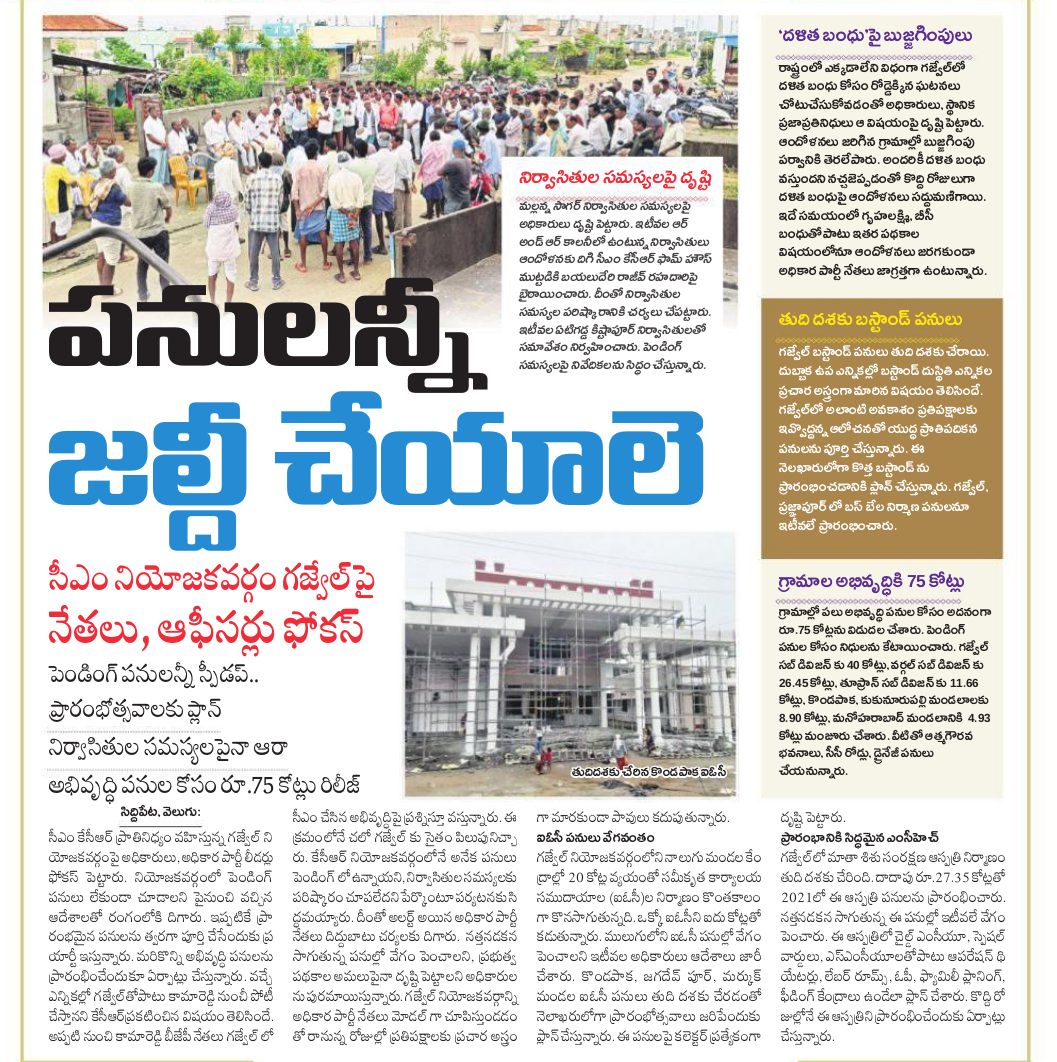 పనులన్నీ
జల్దీ చేయాలె
సీఎం నియోజకవర్గం గజ్వేల్‌పై
నేతలు, ఆఫీసర్లు ఫోకస్
పెండింగ్ పనులన్నీ స్పీడప్..
ప్రారంభోత్సవాలకు ప్లాన్
నిర్వాసితుల సమస్యలపైనా ఆరా
అభివృద్ధి పనుల కోసం రూ.75 కోట్లు రిలీజ్
నిర్వాసితుల సమస్యలపై దృష్టి
మల్లన్న సాగర్ నిర్వాసితుల సమస్యలపై
అధికారులు దృష్టి పెట్టారు. ఇటీవల ఆర్
అండ్ ఆర్ కాలనీలో ఉంటున్న నిర్వాసితులు
ఆందోళనకు దిగి సీఎం కేసీఆర్ ఫామ్ హౌస్
ముట్టడికి బయలుదేరి రాజీవ్ రహదారిపై
బైఠాయించారు. దీంతో నిర్వాసితుల
సమస్యల పరిష్కారానికి చర్యలు చేపట్టారు.
ఇటీవల ఏటిగడ్డ కిష్టాపూర్ నిర్వాసితులతో
సమావేశం నిర్వహించారు. పెండింగ్
సమస్యలపై నివేదికలను సిద్ధం చేస్తున్నారు.
తుదిదశకు చేరిన కొండపాక ఐఓసీ
సిద్దిపేట, వెలుగు:
సీఎం కేసీఆర్ ప్రాతినిధ్యం వహిస్తున్న గజ్వేల్ ని
యోజకవర్గంపై అధికారులు, అధికార పార్టీ లీడర్లు
ఫోకస్ పెట్టారు. నియోజకవర్గంలో పెండింగ్
పనులు లేకుండా చూడాలని పైనుంచి వచ్చిన
ఆదేశాలతో రంగంలోకి దిగారు. ఇప్పటికే ప్రా
రంభమైన పనులను త్వరగా పూర్తి చేసేందుకు ప్ర
యార్టీ ఇస్తున్నారు. మరికొన్ని అభివృద్ధి పనులను
ప్రారంభించేందుకూ ఏర్పాట్లు చేస్తున్నారు. వచ్చే
ఎన్నికల్లో గజ్వేల్‌తోపాటు కామారెడ్డి నుంచీ పోటీ
చేస్తానని కేసీఆర్ ప్రకటించిన విషయం తెలిసిందే.
అప్పటి నుంచి కామారెడ్డి బీజేపీ నేతలు గజ్వేల్ లో
సీఎం చేసిన అభివృద్ధిపై ప్రశ్నిస్తూ వస్తున్నారు. ఈ
క్రమంలోనే చలో గజ్వేల్ కు సైతం పిలుపునిచ్చా
రు. కేసీఆర్ నియోజకవర్గంలోనే అనేక పనులు
పెండింగ్ లో ఉన్నాయని, నిర్వాసితుల సమస్యలకు
పరిష్కారం చూపలేదని పేర్కొంటూ పర్యటనకు సి
ద్ధమయ్యారు. దీంతో అలర్ట్ అయిన అధికార పార్టీ
నేతలు దిద్దుబాటు చర్యలకు దిగారు. నత్తనడకన
సాగుతున్న పనుల్లో వేగం పెంచాలని, ప్రభుత్వ
పథకాల అమలుపైనా దృష్టి పెట్టాలని అధికారుల
ను పురమాయిస్తున్నారు. గజ్వేల్ నియోజకవర్గాన్ని
అధికార పార్టీ నేతలు మోడల్ గా చూపిస్తుండడం
తో రానున్న రోజుల్లో ప్రతిపక్షాలకు ప్రచార అస్త్రం
గా మారకుండా పావులు కదుపుతున్నారు.
ఐఓసీ పనులు వేగవంతం
గజ్వేల్ నియోజకవర్గంలోని నాలుగు మండల కేం
ద్రాల్లో 20 కోట్ల వ్యయంతో సమీకృత కార్యాలయ
సముదాయాల (ఐఓసీ)ల నిర్మాణం కొంతకాలం
గా కొనసాగుతున్నది. ఒక్కో ఐఓసీని ఐదు కోట్లతో
కడుతున్నారు. ములుగులోని ఐఓసీ పనుల్లో వేగం
పెంచాలని ఇటీవల అధికారులు ఆదేశాలు జారీ
చేశారు. కొండపాక, జగదేవ్ పూర్, మర్కుక్
మండల ఐఓసీ పనులు తుది దశకు చేరడంతో
నెలాఖరులోగా ప్రారంభోత్సవాలు జరిపేందుకు
ప్లాన్ చేస్తున్నారు. ఈ పనులపై కలెక్టర్ ప్రత్యేకంగా
దృష్టి పెట్టారు.
ప్రారంభానికి సిద్ధమైన ఎంసీహెచ్
గజ్వేల్ లో మాతా శిశు సంరక్షణ ఆస్పత్రి నిర్మాణం
తుది దశకు చేరింది. దాదాపు రూ.27.35 కోట్లతో
2021లో ఈ ఆస్పత్రి పనులను ప్రారంభించారు.
నత్తనడకన సాగుతున్న ఈ పనుల్లో ఇటీవలే వేగం
పెంచారు. ఈ ఆస్పత్రిలో చైల్డ్ ఎంసీయూ, స్పెషల్
వార్డులు, ఎస్ఎంసీయూలతోపాటు ఆపరేషన్ థి
యేటర్లు, లేబర్ రూమ్స్, ఓపీ, ఫ్యామిలీ ప్లానింగ్,
ఫీడింగ్ కేంద్రాలు ఉండేలా ప్లాన్ చేశారు. కొద్ది రో
జుల్లోనే ఈ ఆస్పత్రిని ప్రారంభించేందుకు ఏర్పాట్లు
చేస్తున్నారు.
‘దళిత బంధు’పై బుజ్జగింపులు
రాష్ట్రంలో ఎక్కడాలేని విధంగా గజ్వేల్‌లో
దళిత బంధు కోసం రోడ్డెక్కిన ఘటనలు
చోటుచేసుకోవడంతో అధికారులు, స్థానిక
ప్రజాప్రతినిధులు ఆ విషయంపై దృష్టి పెట్టారు.
ఆందోళనలు జరిగిన గ్రామాల్లో బుజ్జగింపు
పర్వానికి తెరలేపారు. అందరికీ దళిత బంధు
వస్తుందని నచ్చజెప్పడంతో కొద్ది రోజులుగా
దళిత బంధుపై ఆందోళనలు సద్దుమణిగాయి.
ఇదే సమయంలో గృహలక్ష్మి, బీసీ
బంధుతోపాటు ఇతర పథకాల
విషయంలోనూ ఆందోళనలు జరగకుండా
అధికార పార్టీ నేతలు జాగ్రత్తగా ఉంటున్నారు.
తుది దశకు బస్టాండ్ పనులు
గజ్వేల్ బస్టాండ్ పనులు తుది దశకు చేరాయి.
దుబ్బాక ఉప ఎన్నికల్లో బస్టాండ్ దుస్థితి ఎన్నికల
ప్రచార అస్త్రంగా మారిన విషయం తెలిసిందే.
గజ్వేల్‌లో అలాంటి అవకాశం ప్రతిపక్షాలకు
ఇవ్వొద్దన్న ఆలోచనతో యుద్ధ ప్రాతిపదికన
పనులను పూర్తి చేస్తున్నారు. ఈ
నెలఖారులోగా కొత్త బస్టాండ్ ను
ప్రారంభించడానికి ప్లాన్ చేస్తున్నారు. గజ్వేల్,
ప్రజ్ఞాపూర్ లో బస్ బేల నిర్మాణ పనులనూ
ఇటీవలే ప్రారంభించారు.
గ్రామాల అభివృద్ధికి 75 కోట్లు
గ్రామాల్లో పలు అభివృద్ధి పనుల కోసం అదనంగా
రూ.75 కోట్లను విడుదల చేశారు. పెండింగ్
పనుల కోసం నిధులను కేటాయించారు. గజ్వేల్
సబ్ డివిజన్ కు 40 కోట్లు, వర్గల్ సబ్ డివిజన్ కు
26.45 కోట్లు, తూప్రాన్ సబ్ డివిజన్ కు 11.66
కోట్లు, కొండపాక, కుకునూరుపల్లి మండలాలకు
8.90 కోట్లు, మనోహరాబాద్ మండలానికి 4.93
కోట్లు మంజూరు చేశారు. వీటితో ఆత్మగౌరవ
భవనాలు, సీసీ రోడ్లు, డ్రైనేజీ పనులు
చేయనున్నారు.